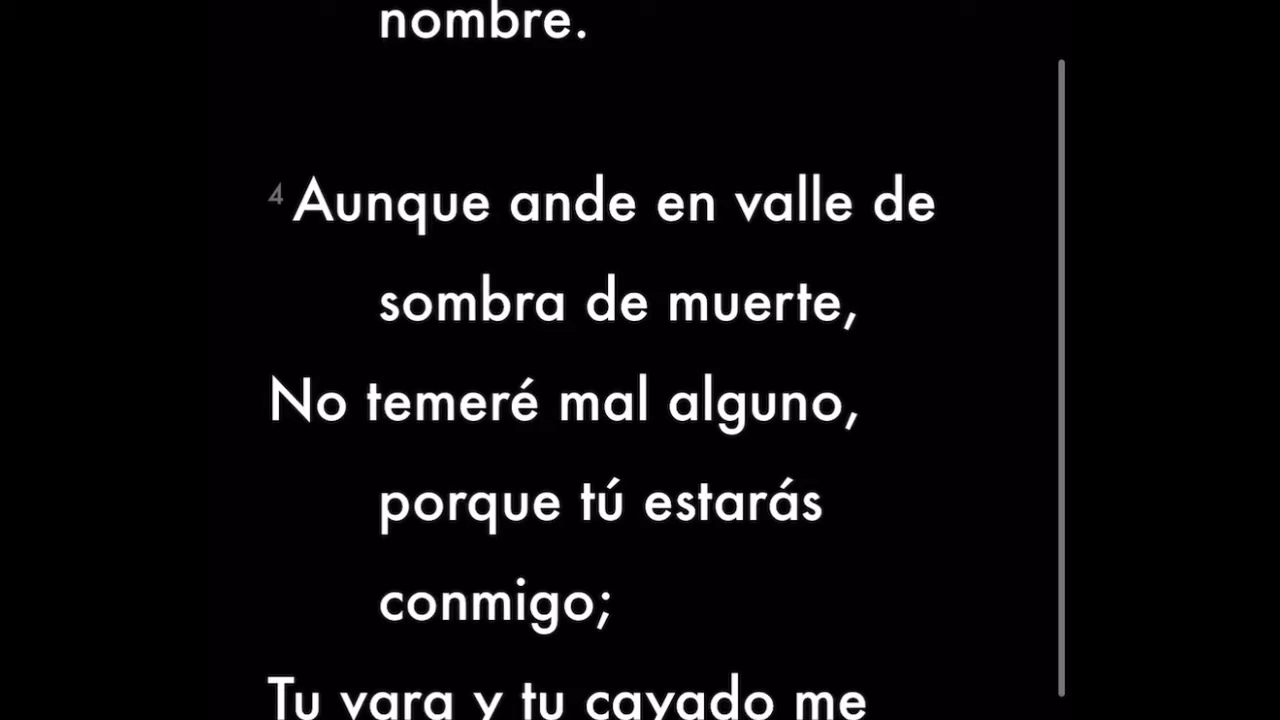 nombre.
4 Aunque ande en valle de
sombra de muerte,
No temeré mal alguno,
porque tú estarás
conmigo;
Tu vara y tu cayado me